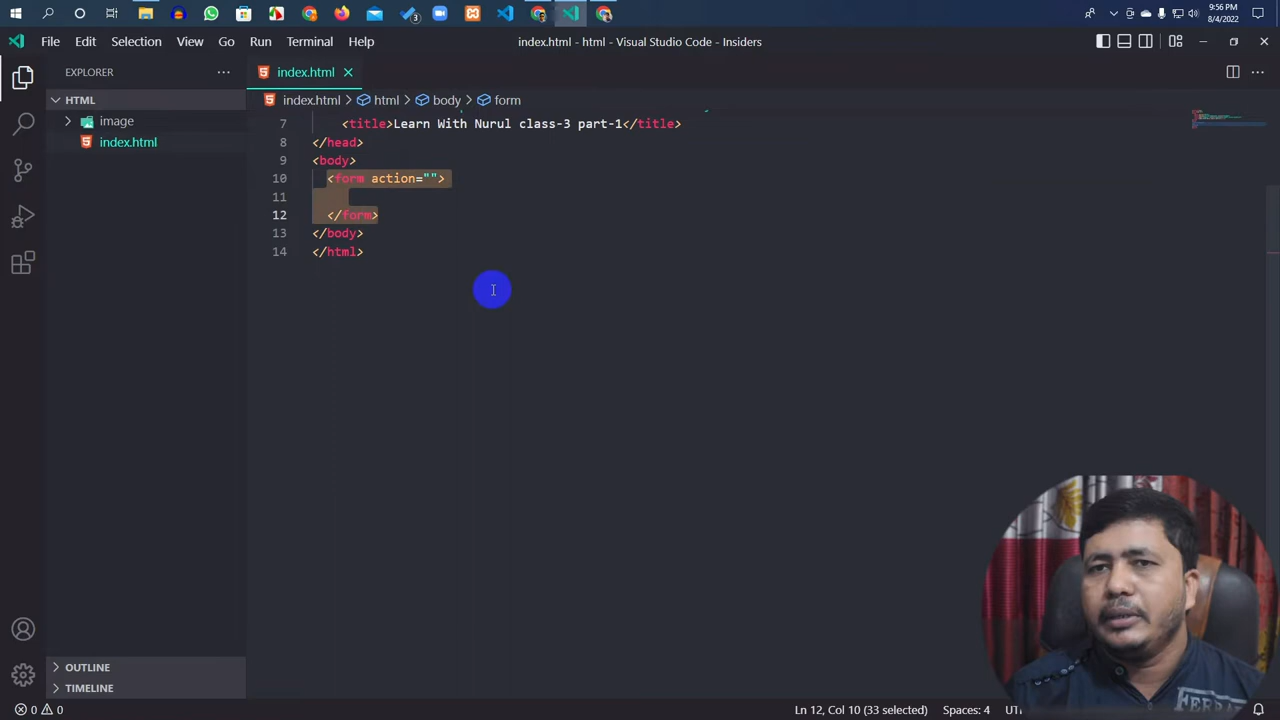 3
9:56 PM
8/4/2022
File Edit Selection View Go Run Terminal Help
index.html - html - Visual Studio Code - Insiders
EXPLORER
index.html
HTML
index.html html body form
image
index.html
7 <title>Learn With Nurul class-3 part-1</title>
8 </head>
9 <body>
10 <form action="">
11
12 </form>
13 </body>
14 </html>
FERRA
OUTLINE
TIMELINE
0 0
Ln 12, Col 10 (33 selected) Spaces: 4